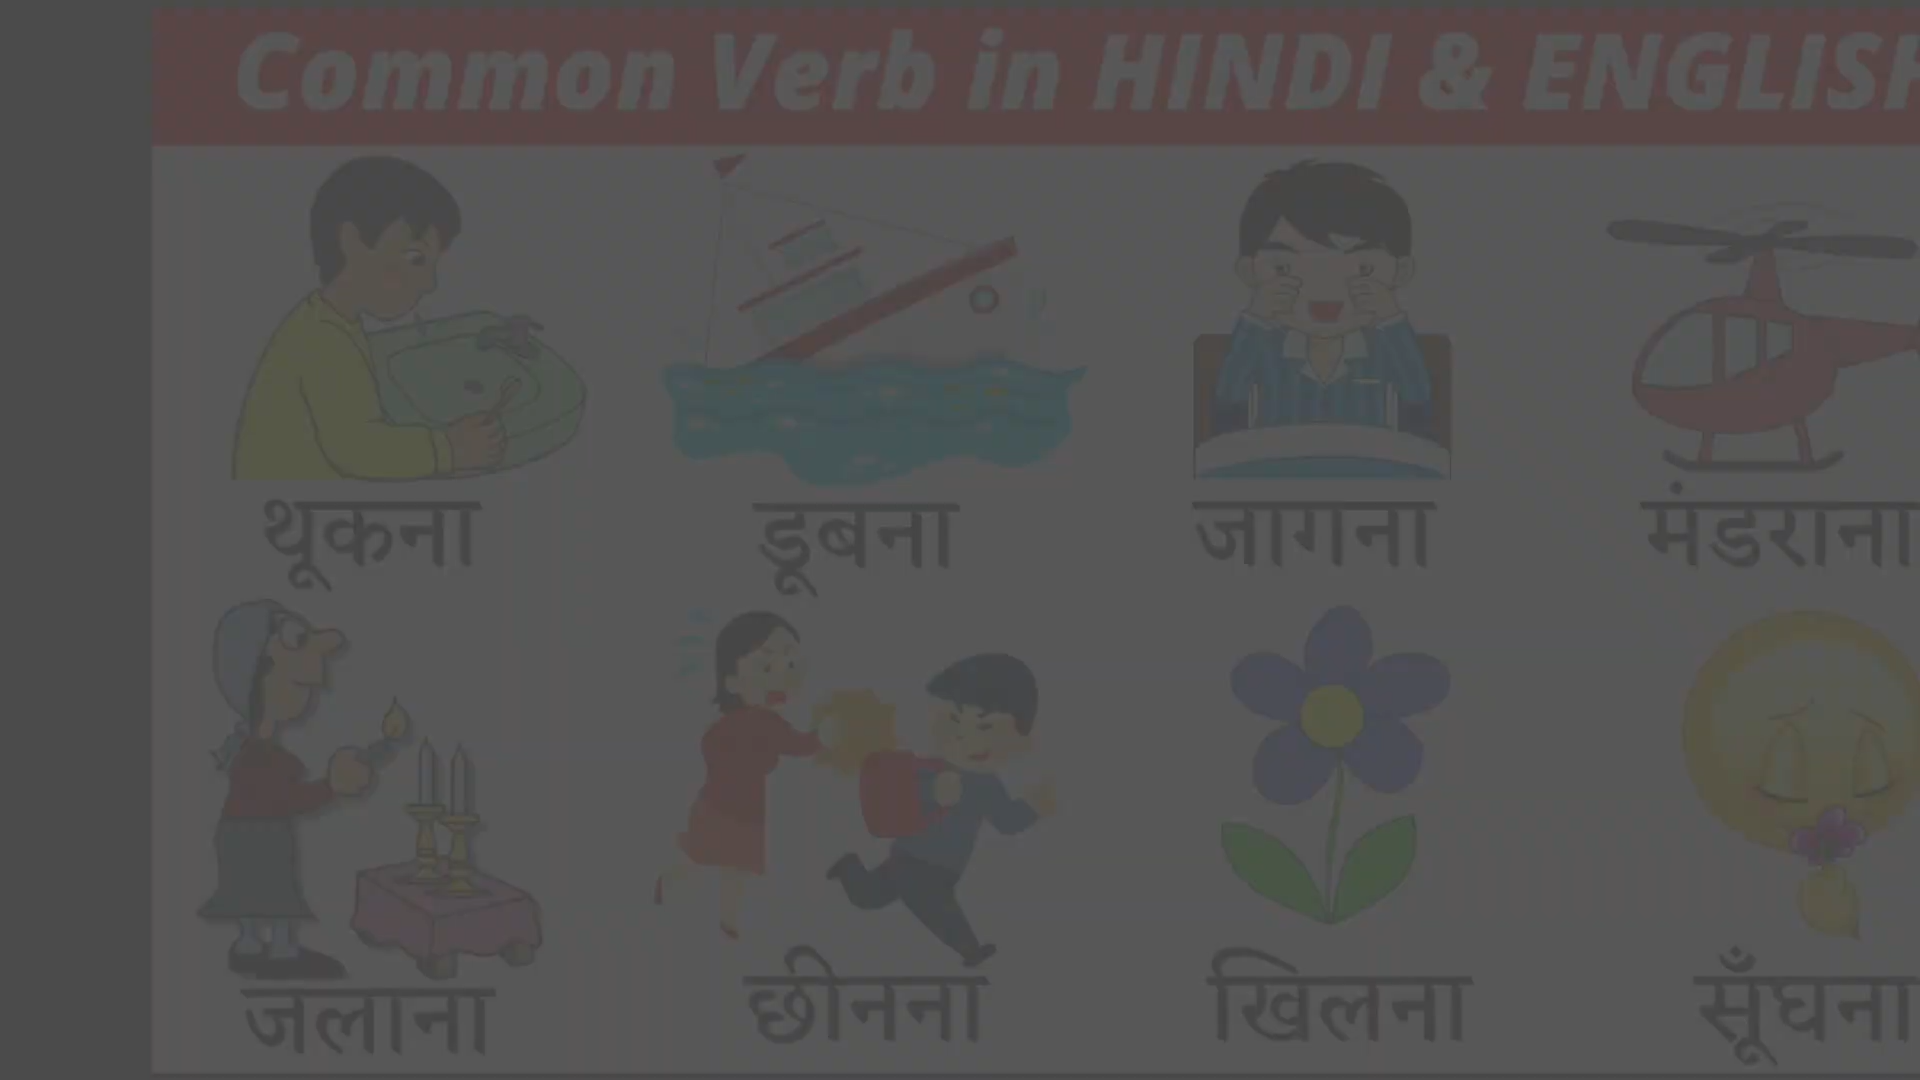 Common Verb in HINDI & ENGLISH
थूकना डूबना जागना मंडराना
जलाना छीनना खिलना सूँघना